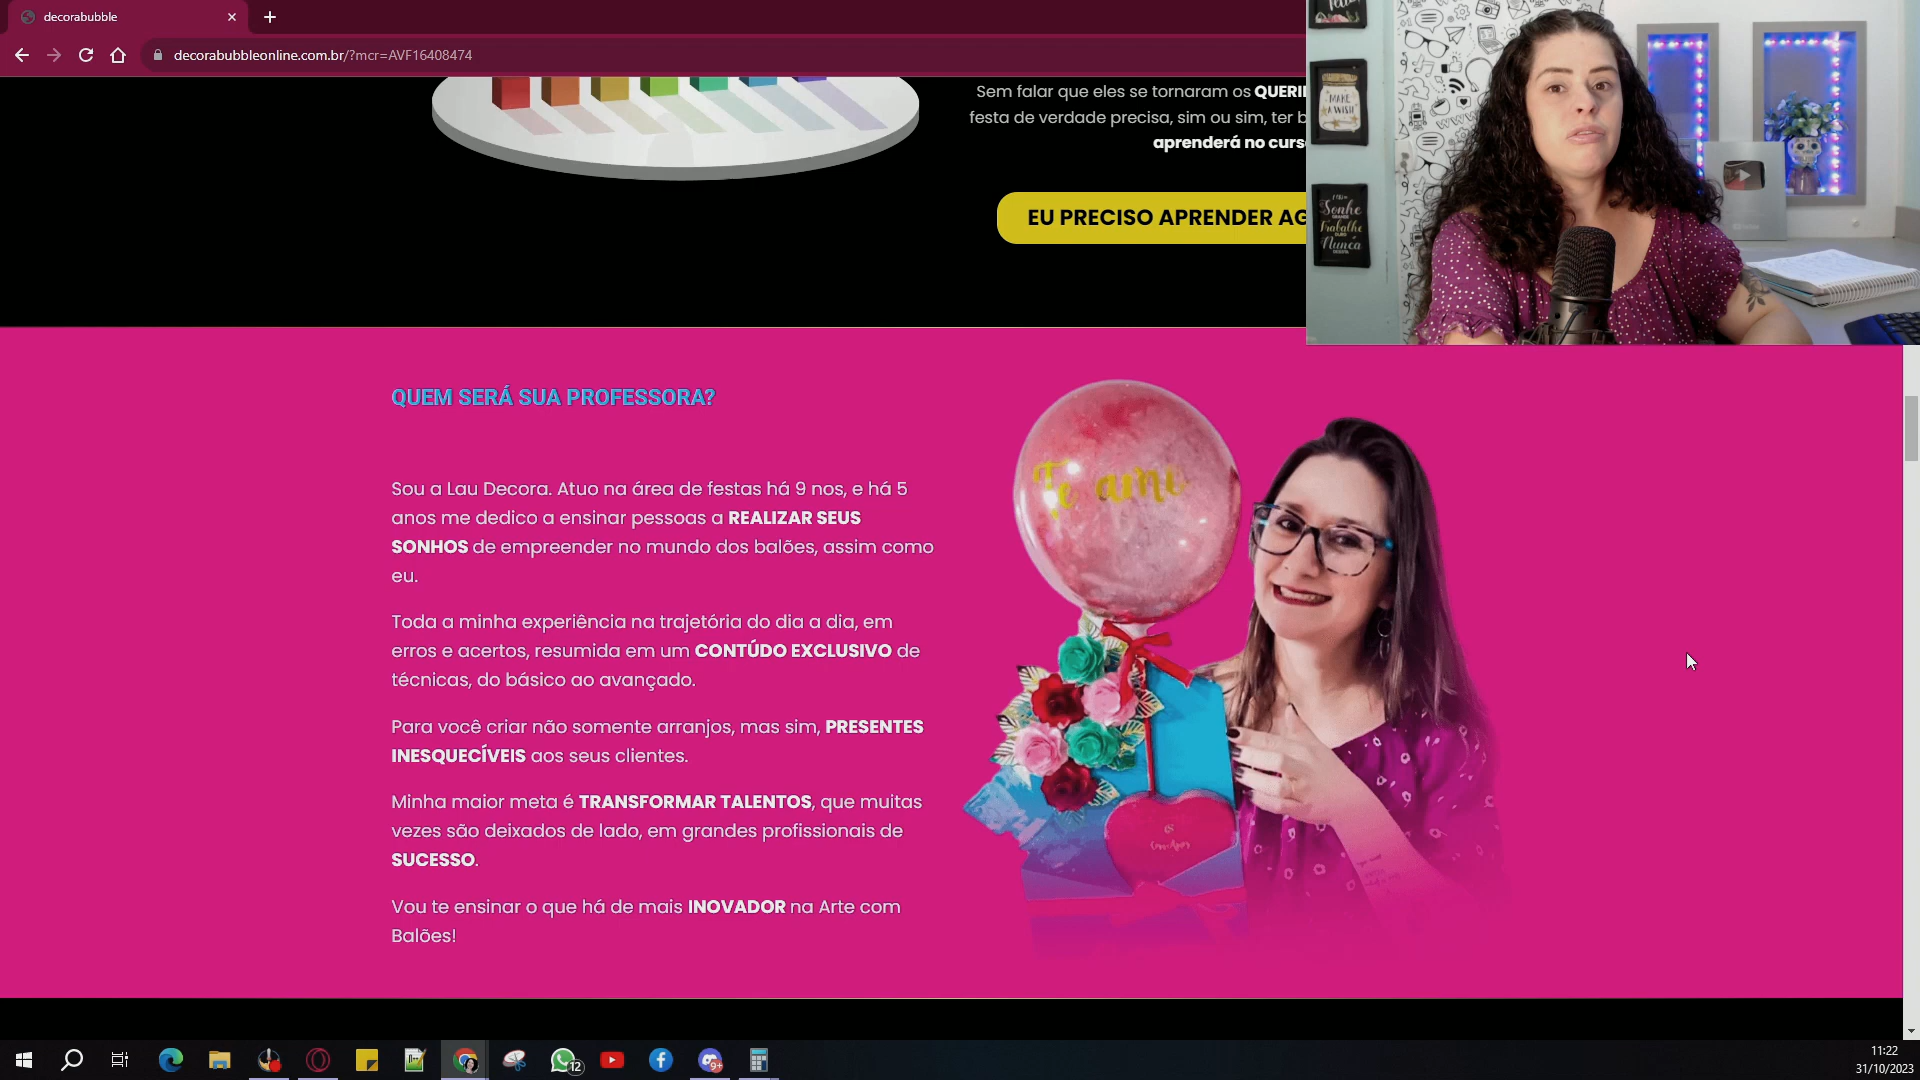 decorabubble
decorabubbleonline.com.br/?mcr=AVF16408474
Sem falar que eles se tornaram os
festa de verdade precisa, sim ou sim, ter
aprenderá no
EU PRECISO APRENDER
MAKE
A WISH
Sonhe
Trabalhe
Nunca
QUEM SERÁ SUA PROFESSORA?
Sou a Lau Decora. Atuo na área de festas há 9 nos, e há 5
anos me dedico a ensinar pessoas a REALIZAR SEUS
SONHOS de empreender no mundo dos balões, assim como
eu.
Toda a minha experiência na trajetória do dia a dia, em
erros e acertos, resumida em um CONTÚDO EXCLUSIVO de
técnicas, do básico ao avançado.
Para você criar não somente arranjos, mas sim, PRESENTES
INESQUECÍVEIS aos seus clientes.
Minha maior meta é TRANSFORMAR TALENTOS, que muitas
vezes são deixados de lado, em grandes profissionais de
SUCESSO.
Vou te ensinar o que há de mais INOVADOR na Arte com
Balões!
Te
12
9+
11:22
31/10/2023